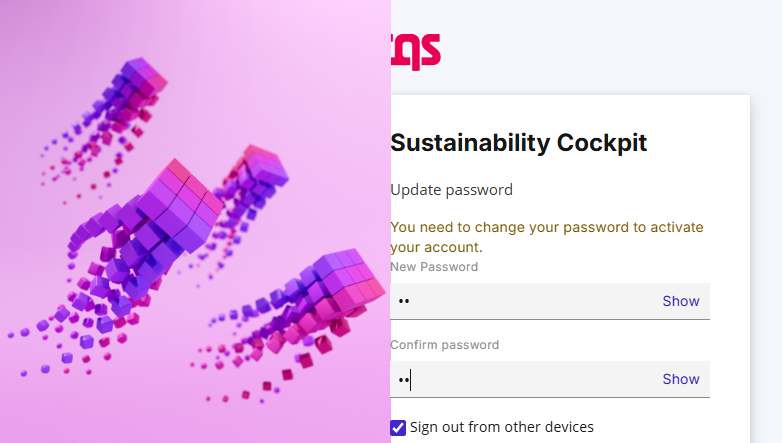 Sustainability Cockpit
Update password
You need to change your password to activate
your account.
New Password
•• Show
Confirm password
•• Show
Sign out from other devices